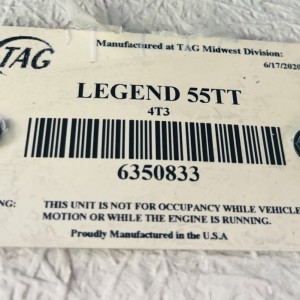 TAG
Manufactured at TAG Midwest Division:
6/17/2020
LEGEND 55TT
4T3
6350833
NG: THIS UNIT IS NOT FOR OCCUPANCY WHILE VEHICLE
MOTION OR WHILE THE ENGINE IS RUNNING.
Proudly Manufactured in the U.S.A